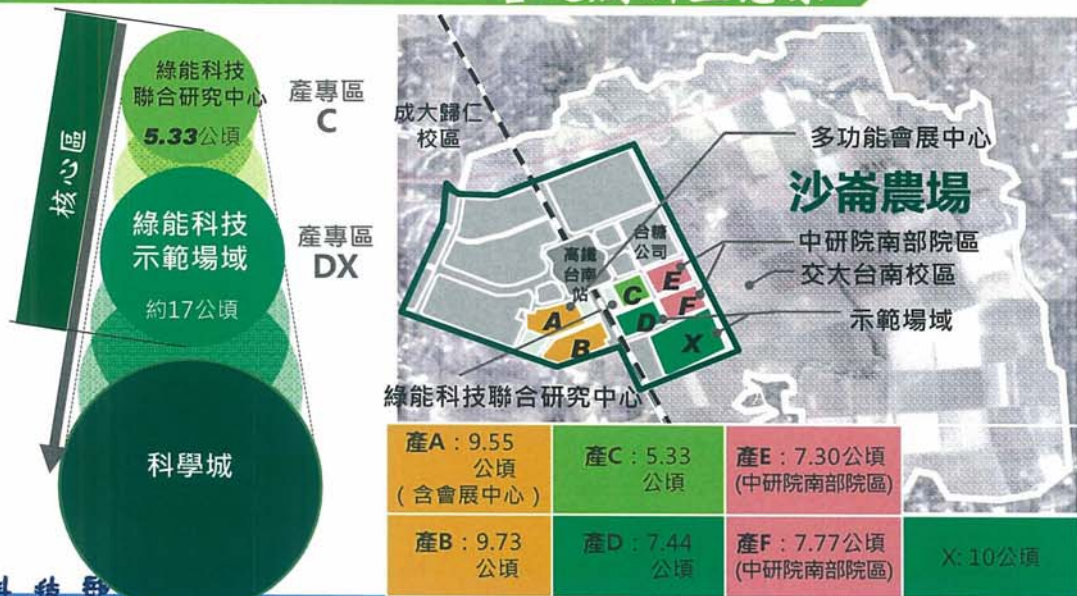 核心區
綠能科技
聯合研究中心
5.33公頃
產專區
C
綠能科技
示範場域
約17公頃
產專區
DX
科學城
成大歸仁
校區
多功能會展中心
沙崙農場
台糖
公司
高鐵
台南
站
中研院南部院區
交大台南校區
示範場域
A
B
C
D
E
F
X
綠能科技聯合研究中心
產A：9.55
公頃
(含會展中心)
產C：5.33
公頃
產E：7.30公頃
(中研院南部院區)
產B：9.73
公頃
產D：7.44
公頃
產F：7.77公頃
(中研院南部院區)
X: 10公頃